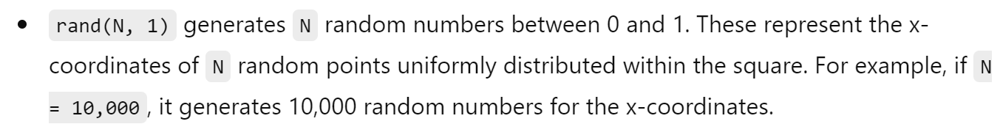 • rand(N, 1) generates N random numbers between 0 and 1. These represent the x-
coordinates of N random points uniformly distributed within the square. For example, if N
= 10,000, it generates 10,000 random numbers for the x-coordinates.